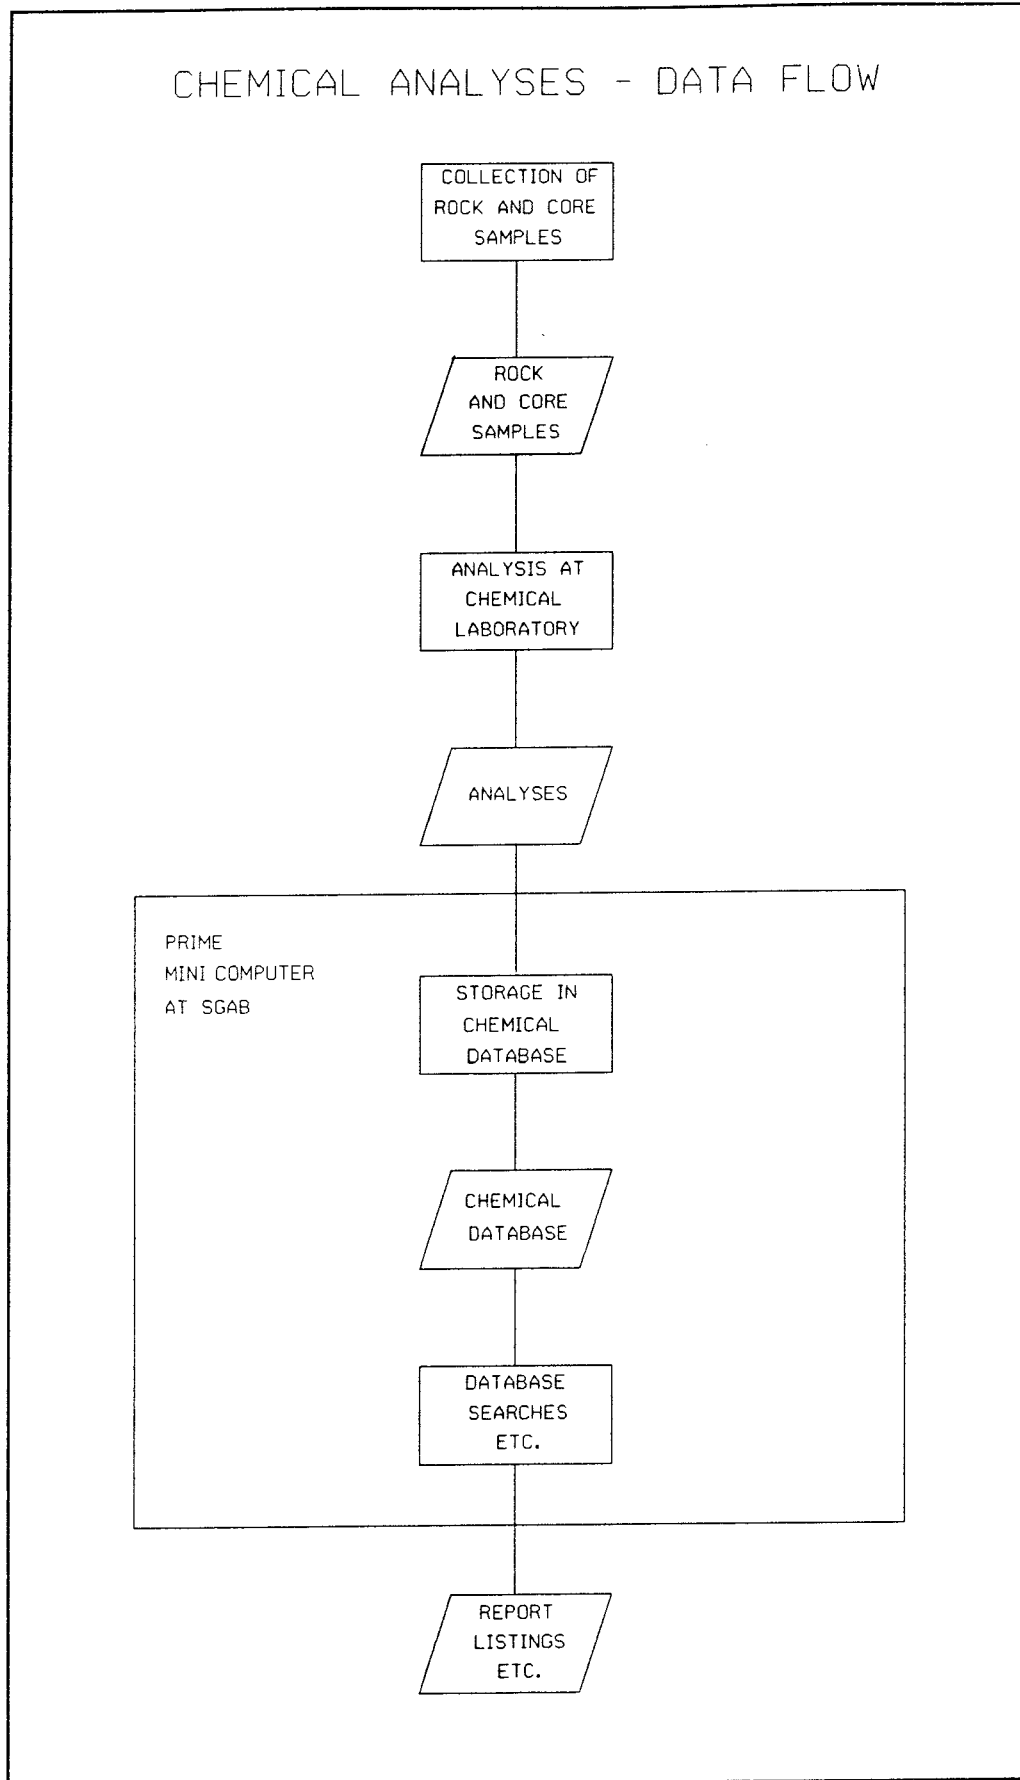 CHEMICAL ANALYSES - DATA FLOW
COLLECTION OF
ROCK AND CORE
SAMPLES
ROCK
AND CORE
SAMPLES
ANALYSIS AT
CHEMICAL
LABORATORY
ANALYSES
PRIME
MINI COMPUTER
AT SGAB
STORAGE IN
CHEMICAL
DATABASE
CHEMICAL
DATABASE
DATABASE
SEARCHES
ETC.
REPORT
LISTINGS
ETC.